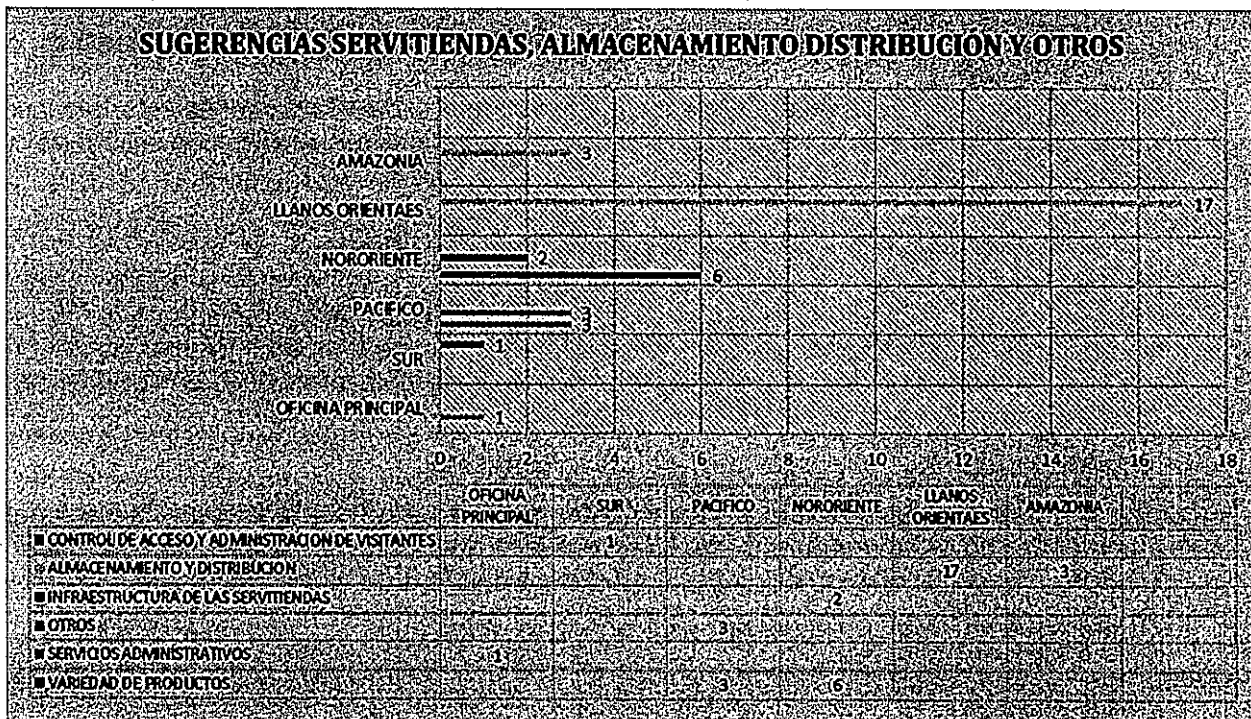 SUGERENCIAS SERVITIENDAS, ALMACENAMIENTO DISTRIBUCIÓN Y OTROS
AMAZONIA 3
LLANOS ORIENTAES 17
NORORIENTE 2
6
PACIFICO 3
3
SUR 1
OFICINA PRINCIPAL 1
0 2 4 6 8 10 12 14 16 18
OFICINA PRINCIPAL SUR PACIFICO NORORIENTE LLANOS ORIENTAES AMAZONIA
CONTROL DE ACCESO Y ADMINISTRACION DE VISITANTES 1
ALMACENAMIENTO Y DISTRIBUCION 17 3
INFRAESTRUCTURA DE LAS SERVITIENDAS 2
OTROS 3
SERVICIOS ADMINISTRATIVOS 1
VARIEDAD DE PRODUCTOS 3 6